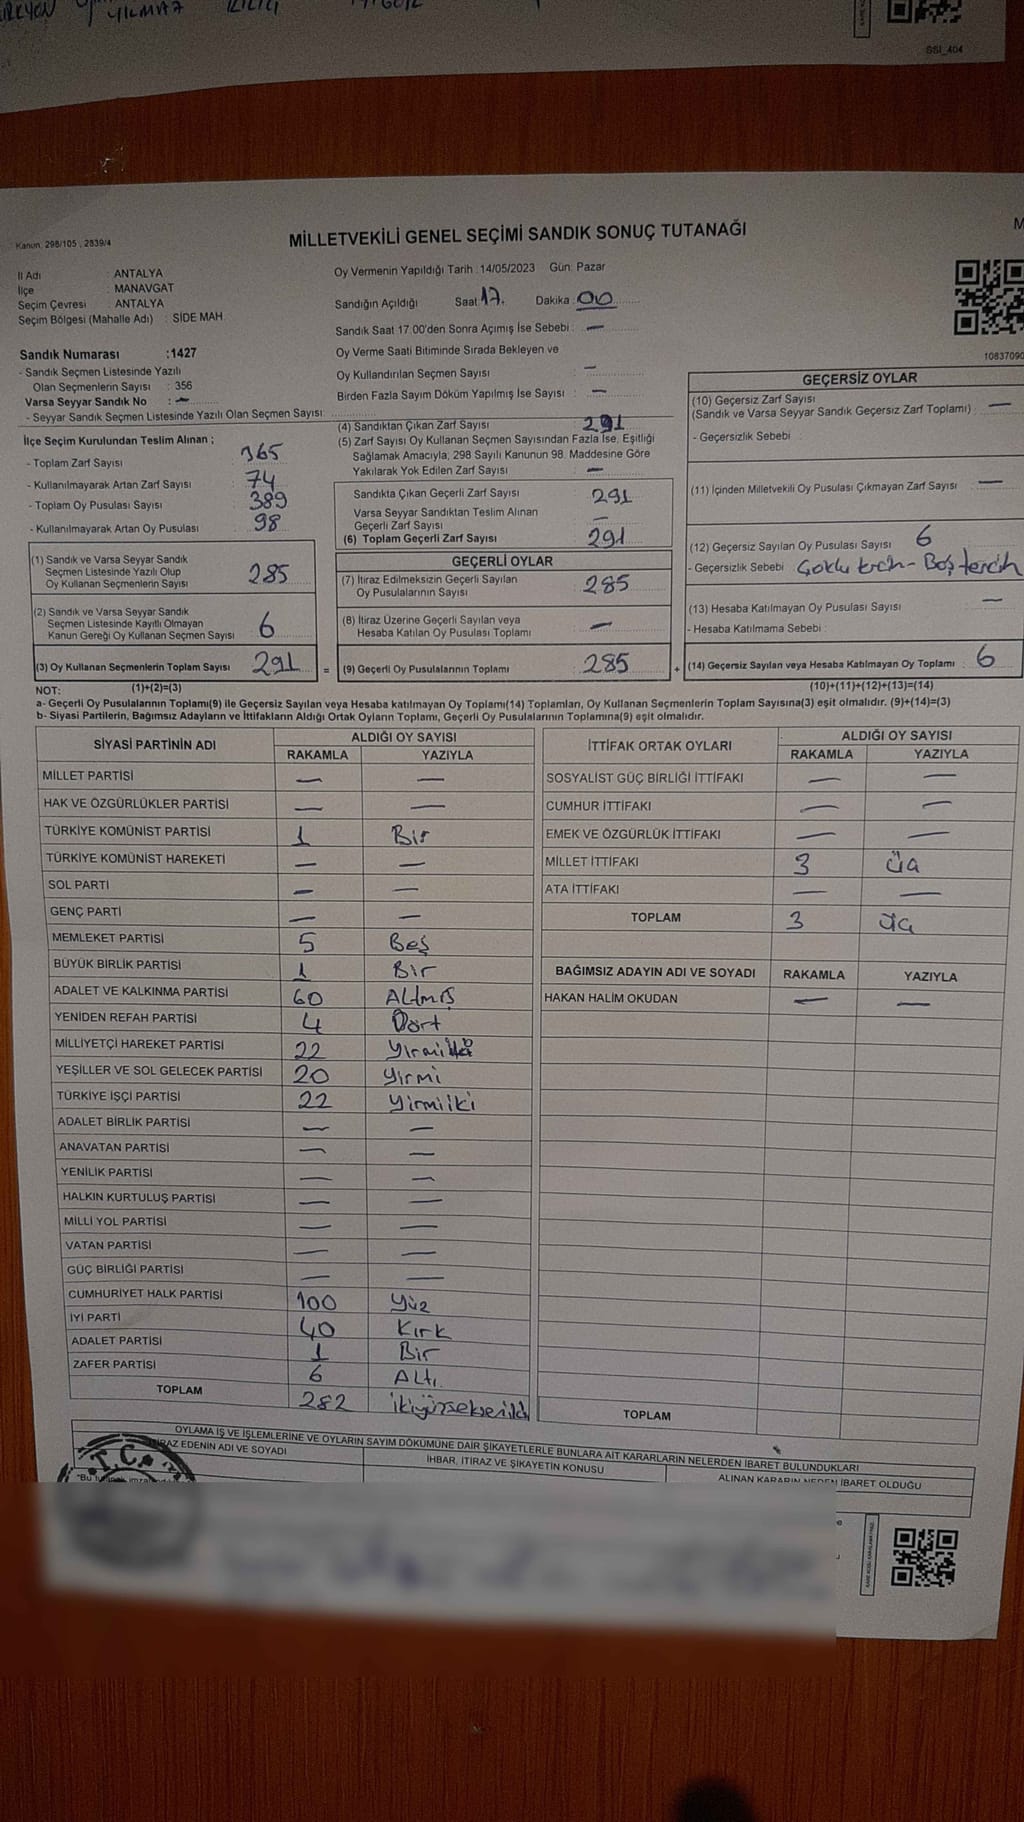 YILMAZ
SSI_404
Kanun, 298/105 , 2839/4
MİLLETVEKİLİ GENEL SEÇİMİ SANDIK SONUÇ TUTANAĞI
M
İl Adı : ANTALYA
İlçe : MANAVGAT
Seçim Çevresi : ANTALYA
Seçim Bölgesi (Mahalle Adı) : SİDE MAH.
Oy Vermenin Yapıldığı Tarih :14/05/2023 Gün: Pazar
Sandığın Açıldığı Saat 17. Dakika : 00
Sandık Saat 17.00'den Sonra Açımış İse Sebebi : —
Oy Verme Saati Bitiminde Sırada Bekleyen ve
Oy Kullandırılan Seçmen Sayısı : —
Birden Fazla Sayım Döküm Yapılmış İse Sayısı : —
Sandık Numarası :1427
- Sandık Seçmen Listesinde Yazılı
Olan Seçmenlerin Sayısı : 356
Varsa Seyyar Sandık No : —
- Seyyar Sandık Seçmen Listesinde Yazılı Olan Seçmen Sayısı:
10837090
İlçe Seçim Kurulundan Teslim Alınan ;
- Toplam Zarf Sayısı : 365
- Kullanılmayarak Artan Zarf Sayısı : 74
- Toplam Oy Pusulası Sayısı : 389
- Kullanılmayarak Artan Oy Pusulası : 98
(4) Sandıktan Çıkan Zarf Sayısı : 291
(5) Zarf Sayısı Oy Kullanan Seçmen Sayısından Fazla İse, Eşitliği
Sağlamak Amacıyla, 298 Sayılı Kanunun 98. Maddesine Göre
Yakılarak Yok Edilen Zarf Sayısı : —
Sandıkta Çıkan Geçerli Zarf Sayısı : 291
Varsa Seyyar Sandıktan Teslim Alınan
Geçerli Zarf Sayısı : —
(6) Toplam Geçerli Zarf Sayısı : 291
GEÇERSİZ OYLAR
(10) Geçersiz Zarf Sayısı
(Sandık ve Varsa Seyyar Sandık Geçersiz Zarf Toplamı) : —
- Geçersizlik Sebebi :
(11) İçinden Milletvekili Oy Pusulası Çıkmayan Zarf Sayısı : —
(12) Geçersiz Sayılan Oy Pusulası Sayısı : 6
- Geçersizlik Sebebi : Çoklu tercih - Boş tercih
(13) Hesaba Katılmayan Oy Pusulası Sayısı : —
- Hesaba Katılmama Sebebi :
(14) Geçersiz Sayılan veya Hesaba Katılmayan Oy Toplamı : 6
(10)+(11)+(12)+(13)=(14)
(1) Sandık ve Varsa Seyyar Sandık
Seçmen Listesinde Yazılı Olup
Oy Kullanan Seçmenlerin Sayısı : 285
(2) Sandık ve Varsa Seyyar Sandık
Seçmen Listesinde Kayıtlı Olmayan
Kanun Gereği Oy Kullanan Seçmen Sayısı : 6
(3) Oy Kullanan Seçmenlerin Toplam Sayısı : 291 =
GEÇERLİ OYLAR
(7) İtiraz Edilmeksizin Geçerli Sayılan
Oy Pusulalarının Sayısı : 285
(8) İtiraz Üzerine Geçerli Sayılan veya
Hesaba Katılan Oy Pusulası Toplamı : —
(9) Geçerli Oy Pusulalarının Toplamı : 285 +
NOT: (1)+(2)=(3)
a- Geçerli Oy Pusulalarının Toplamı(9) ile Geçersiz Sayılan veya Hesaba katılmayan Oy Toplamı(14) Toplamları, Oy Kullanan Seçmenlerin Toplam Sayısına(3) eşit olmalıdır. (9)+(14)=(3)
b- Siyasi Partilerin, Bağımsız Adayların ve İttifakların Aldığı Ortak Oyların Toplamı, Geçerli Oy Pusulalarının Toplamına(9) eşit olmalıdır.
SİYASİ PARTİNİN ADI ALDIĞI OY SAYISI
RAKAMLA YAZIYLA
MİLLET PARTİSİ — —
HAK VE ÖZGÜRLÜKLER PARTİSİ — —
TÜRKİYE KOMÜNİST PARTİSİ 1 Bir
TÜRKİYE KOMÜNİST HAREKETİ — —
SOL PARTİ — —
GENÇ PARTİ — —
MEMLEKET PARTİSİ 5 Beş
BÜYÜK BİRLİK PARTİSİ 1 Bir
ADALET VE KALKINMA PARTİSİ 60 ALtmış
YENİDEN REFAH PARTİSİ 4 Dört
MİLLİYETÇİ HAREKET PARTİSİ 22 Yirmiiki
YEŞİLLER VE SOL GELECEK PARTİSİ 20 Yirmi
TÜRKİYE İŞÇİ PARTİSİ 22 Yirmiiki
ADALET BİRLİK PARTİSİ — —
ANAVATAN PARTİSİ — —
YENİLİK PARTİSİ — —
HALKIN KURTULUŞ PARTİSİ — —
MİLLİ YOL PARTİSİ — —
VATAN PARTİSİ — —
GÜÇ BİRLİĞİ PARTİSİ — —
CUMHURİYET HALK PARTİSİ 100 Yüz
İYİ PARTİ 40 Kırk
ADALET PARTİSİ 1 Bir
ZAFER PARTİSİ 6 ALtı
TOPLAM 282
İTTİFAK ORTAK OYLARI ALDIĞI OY SAYISI
RAKAMLA YAZIYLA
SOSYALİST GÜÇ BİRLİĞİ İTTİFAKI — —
CUMHUR İTTİFAKI — —
EMEK VE ÖZGÜRLÜK İTTİFAKI — —
MİLLET İTTİFAKI 3 Üç
ATA İTTİFAKI — —
TOPLAM 3 Üç
BAĞIMSIZ ADAYIN ADI VE SOYADI RAKAMLA YAZIYLA
HAKAN HALİM OKUDAN — —
TOPLAM
OYLAMA İŞ VE İŞLEMLERİNE VE OYLARIN SAYIM DÖKÜMÜNE DAİR ŞİKAYETLERLE BUNLARA AİT KARARLARIN NELERDEN İBARET BULUNDUKLARI
İTİRAZ EDENİN ADI VE SOYADI İHBAR, İTİRAZ VE ŞİKAYETİN KONUSU ALINAN KARARIN NEDEN İBARET OLDUĞU
T.C.